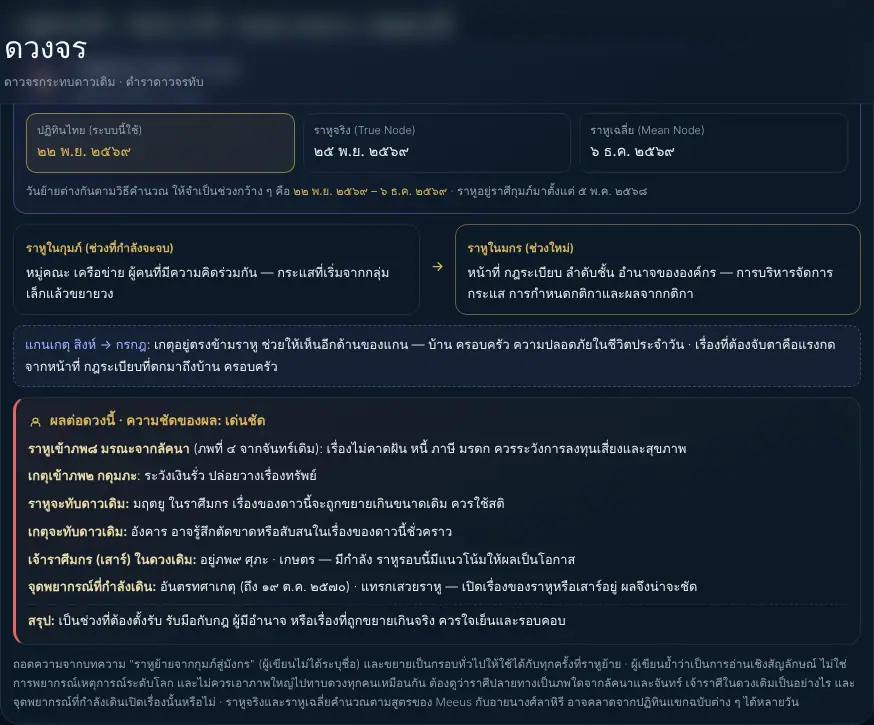 ดวงจร
ดาวจรกระทบดาวเดิม · ตำราดาวจรทับ
ปฏิทินไทย (ระบบนี้ใช้)
๒๒ พ.ย. ๒๕๖๙
ราหูจริง (True Node)
๒๕ พ.ย. ๒๕๖๙
ราหูเฉลี่ย (Mean Node)
๖ ธ.ค. ๒๕๖๙
วันย้ายต่างกันตามวิธีคำนวณ ให้จำเป็นช่วงกว้าง ๆ คือ ๒๒ พ.ย. ๒๕๖๙ – ๖ ธ.ค. ๒๕๖๙ · ราหูอยู่ราศีกุมภ์มาตั้งแต่ ๕ พ.ค. ๒๕๖๘
ราหูในกุมภ์ (ช่วงที่กำลังจะจบ)
หมู่คณะ เครือข่าย ผู้คนที่มีความคิดร่วมกัน — กระแสที่เริ่มจากกลุ่ม
เล็กแล้วขยายวง
→
ราหูในมกร (ช่วงใหม่)
หน้าที่ กฎระเบียบ ลำดับชั้น อำนาจขององค์กร — การบริหารจัดการ
กระแส การกำหนดกติกาและผลจากกติกา
แกนเกตุ สิงห์ → กรกฎ: เกตุอยู่ตรงข้ามราหู ช่วยให้เห็นอีกด้านของแกน — บ้าน ครอบครัว ความปลอดภัยในชีวิตประจำวัน · เรื่องที่ต้องจับตาคือแรงกด
จากหน้าที่ กฎระเบียบที่ตกมาถึงบ้าน ครอบครัว
ผลต่อดวงนี้ · ความชัดของผล: เด่นชัด
ราหูเข้าภพ๘ มรณะจากลัคนา (ภพที่ ๔ จากจันทร์เดิม): เรื่องไม่คาดฝัน หนี้ ภาษี มรดก ควรระวังการลงทุนเสี่ยงและสุขภาพ
เกตุเข้าภพ๒ กดุมภะ: ระวังเงินรั่ว ปล่อยวางเรื่องทรัพย์
ราหูจะทับดาวเดิม: มฤตยู ในราศีมกร เรื่องของดาวนี้จะถูกขยายเกินขนาดเดิม ควรใช้สติ
เกตุจะทับดาวเดิม: อังคาร อาจรู้สึกตัดขาดหรือสับสนในเรื่องของดาวนี้ชั่วคราว
เจ้าราศีมกร (เสาร์) ในดวงเดิม: อยู่ภพ๙ ศุภะ · เกษตร — มีกำลัง ราหูรอบนี้มีแนวโน้มให้ผลเป็นโอกาส
จุดพยากรณ์ที่กำลังเดิน: อันตรทศาเกตุ (ถึง ๑๙ ต.ค. ๒๕๗๐) · แทรกเสวยราหู — เปิดเรื่องของราหูหรือเสาร์อยู่ ผลจึงน่าจะชัด
สรุป: เป็นช่วงที่ต้องตั้งรับ รับมือกับกฎ ผู้มีอำนาจ หรือเรื่องที่ถูกขยายเกินจริง ควรใจเย็นและรอบคอบ
ถอดความจากบทความ "ราหูย้ายจากกุมภ์สู่มังกร" (ผู้เขียนไม่ได้ระบุชื่อ) และขยายเป็นกรอบทั่วไปให้ใช้ได้กับทุกครั้งที่ราหูย้าย · ผู้เขียนย้ำว่าเป็นการอ่านเชิงสัญลักษณ์ ไม่ใช่
การพยากรณ์เหตุการณ์ระดับโลก และไม่ควรเอาภาพใหญ่ไปทาบดวงทุกคนเหมือนกัน ต้องดูว่าราศีปลายทางเป็นภพใดจากลัคนาและจันทร์ เจ้าราศีในดวงเดิมเป็นอย่างไร และ
จุดพยากรณ์ที่กำลังเดินเปิดเรื่องนั้นหรือไม่ · ราหูจริงและราหูเฉลี่ยคำนวณตามสูตรของ Meeus กับอายนางศ์ลาหิรี อาจคลาดจากปฏิทินแขกฉบับต่าง ๆ ได้หลายวัน